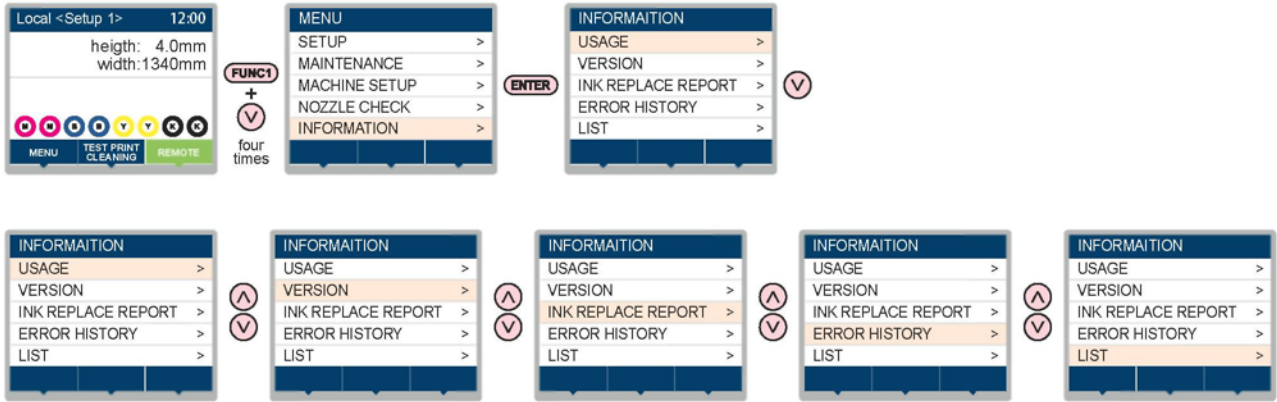 Local <Setup 1> 12:00
heigth: 4.0mm
width:1340mm
M M B B Y Y K K
MENU TEST PRINT CLEANING REMOTE
FUNC1
+
four
times
MENU
SETUP >
MAINTENANCE >
MACHINE SETUP >
NOZZLE CHECK >
INFORMATION >
ENTER
INFORMAITION
USAGE >
VERSION >
INK REPLACE REPORT >
ERROR HISTORY >
LIST >
INFORMAITION
USAGE >
VERSION >
INK REPLACE REPORT >
ERROR HISTORY >
LIST >
INFORMAITION
USAGE >
VERSION >
INK REPLACE REPORT >
ERROR HISTORY >
LIST >
INFORMAITION
USAGE >
VERSION >
INK REPLACE REPORT >
ERROR HISTORY >
LIST >
INFORMAITION
USAGE >
VERSION >
INK REPLACE REPORT >
ERROR HISTORY >
LIST >
INFORMAITION
USAGE >
VERSION >
INK REPLACE REPORT >
ERROR HISTORY >
LIST >